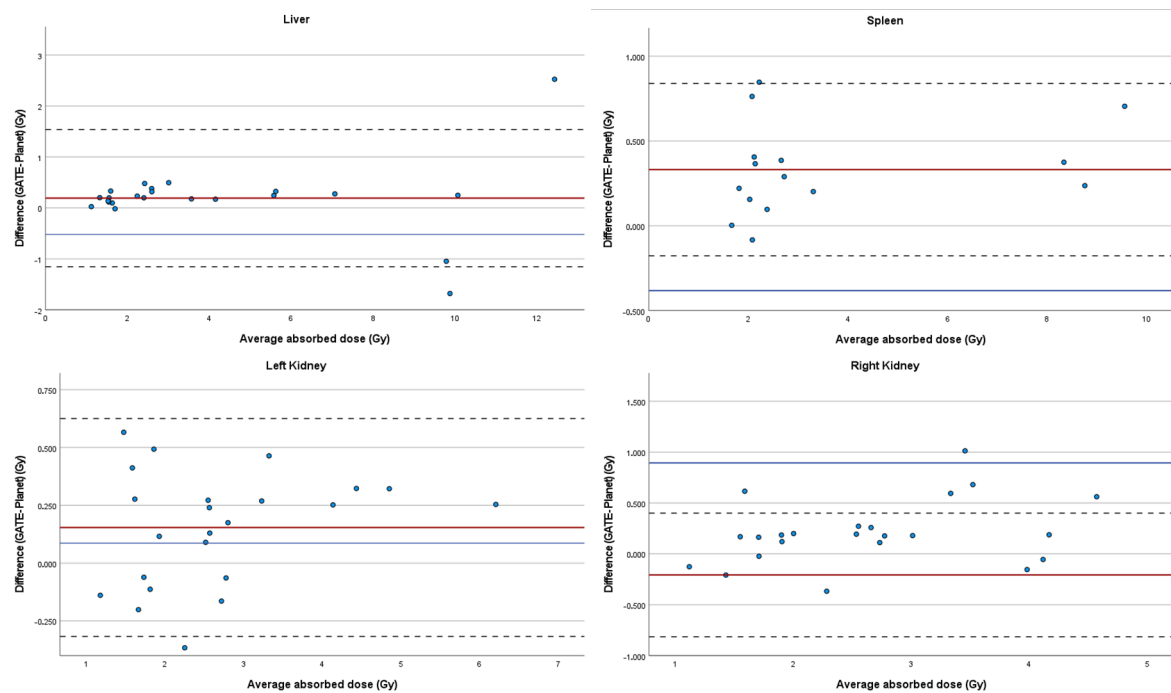 Liver
Difference (GATE-Planet) (Gy)
3
2
1
0
-1
-2
0 2 4 6 8 10 12
Average absorbed dose (Gy)
Spleen
Difference (GATE-Planet) (Gy)
1.000
0.500
0.000
-0.500
0 2 4 6 8 10
Average absorbed dose (Gy)
Left Kidney
Difference (GATE-Planet) (Gy)
0.750
0.500
0.250
0.000
-0.250
1 2 3 4 5 6 7
Average absorbed dose (Gy)
Right Kidney
Difference (GATE-Planet) (Gy)
1.500
1.000
0.500
0.000
-0.500
-1.000
1 2 3 4 5
Average absorbed dose (Gy)